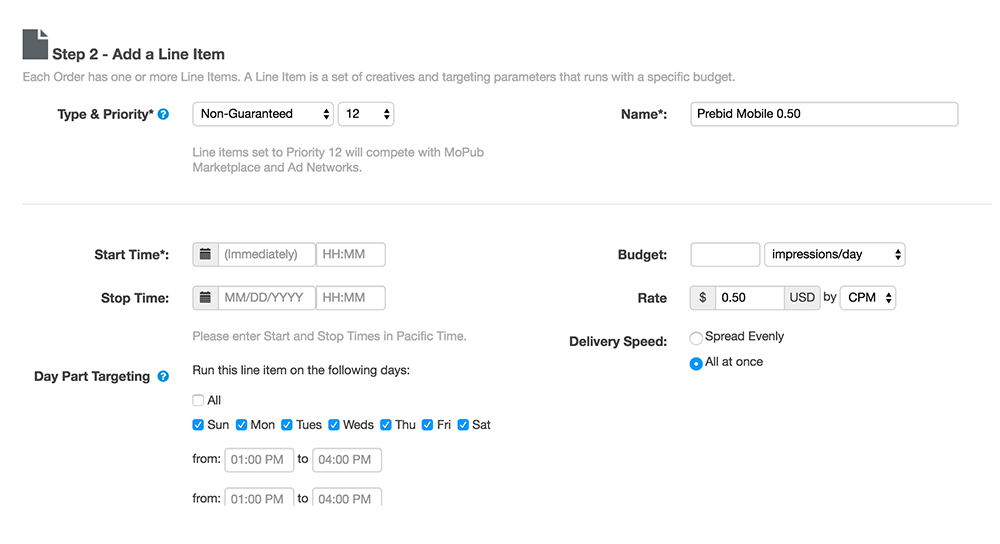 Step 2 - Add a Line Item
Each Order has one or more Line Items. A Line Item is a set of creatives and targeting parameters that runs with a specific budget.
Type & Priority* ? Non-Guaranteed 12 Name*: Prebid Mobile 0.50
Line items set to Priority 12 will compete with MoPub
Marketplace and Ad Networks.
Start Time*: (Immediately) HH:MM Budget: impressions/day
Stop Time: MM/DD/YYYY HH:MM Rate $ 0.50 USD by CPM
Please enter Start and Stop Times in Pacific Time. Delivery Speed: Spread Evenly
All at once
Day Part Targeting ? Run this line item on the following days:
All
Sun Mon Tues Weds Thu Fri Sat
from: 01:00 PM to 04:00 PM
from: 01:00 PM to 04:00 PM